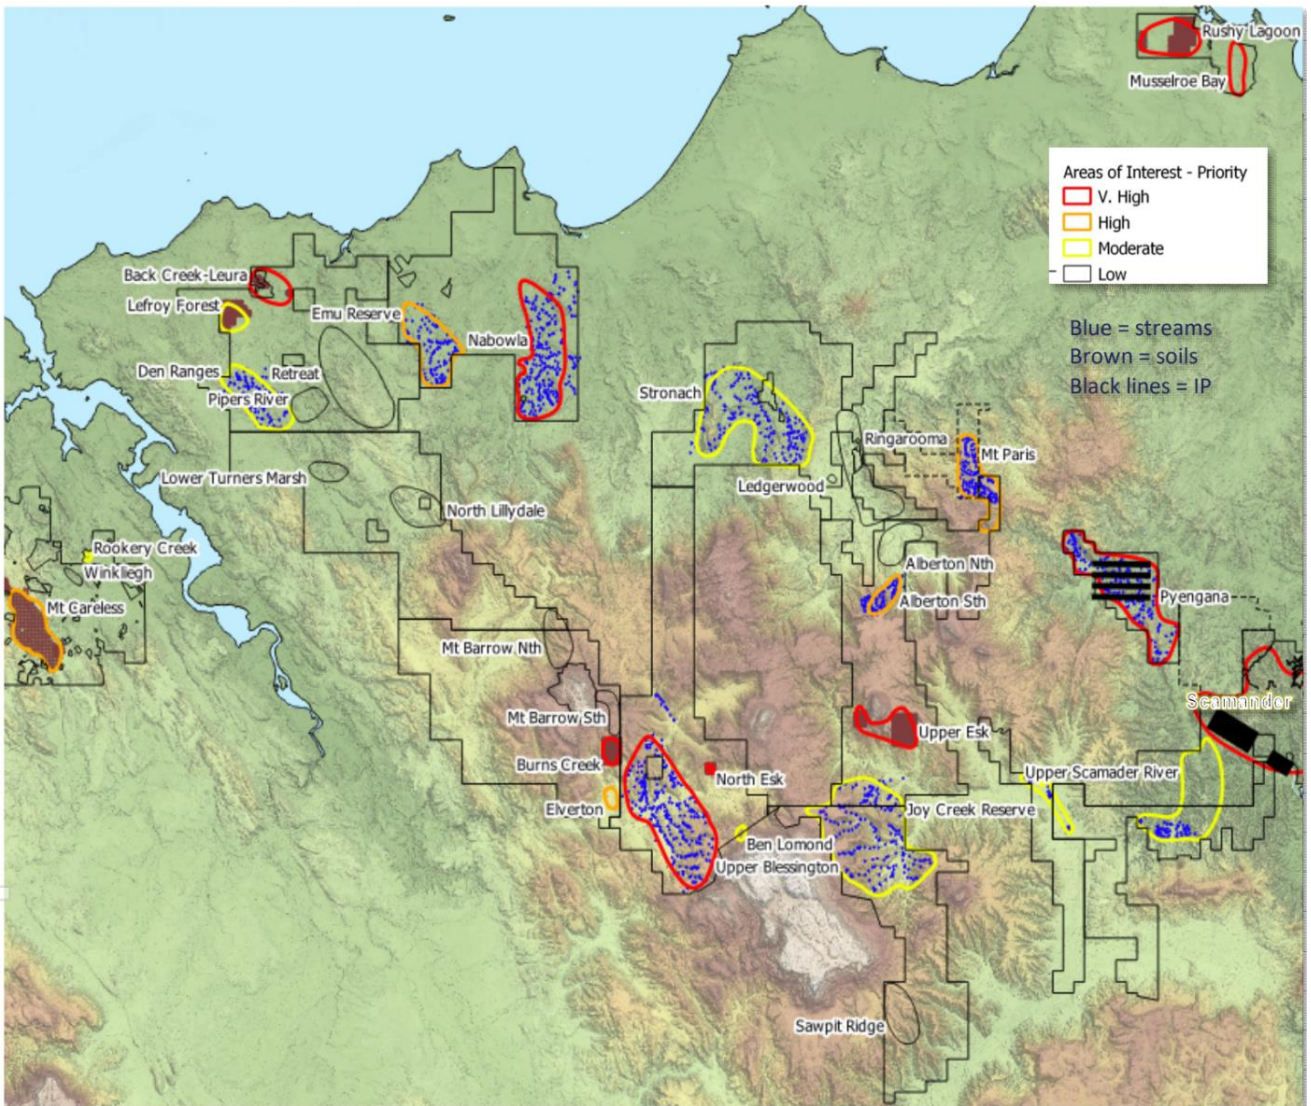 Rushy Lagoon
Musselroe Bay
Areas of Interest - Priority
V. High
High
Moderate
Low
Blue = streams
Brown = soils
Black lines = IP
Back Creek-Leura
Lefroy Forest
Emu Reserve
Nabowla
Den Ranges
Retreat
Pipers River
Stronach
Ringarooma
Mt Paris
Lower Turners Marsh
Ledgerwood
North Lillydale
Rookery Creek
Winkliegh
Mt Careless
Alberton Nth
Alberton Sth
Pyengana
Mt Barrow Nth
Scamander
Mt Barrow Sth
Upper Esk
Burns Creek
North Esk
Upper Scamader River
Elverton
Joy Creek Reserve
Ben Lomond
Upper Blessington
Sawpit Ridge